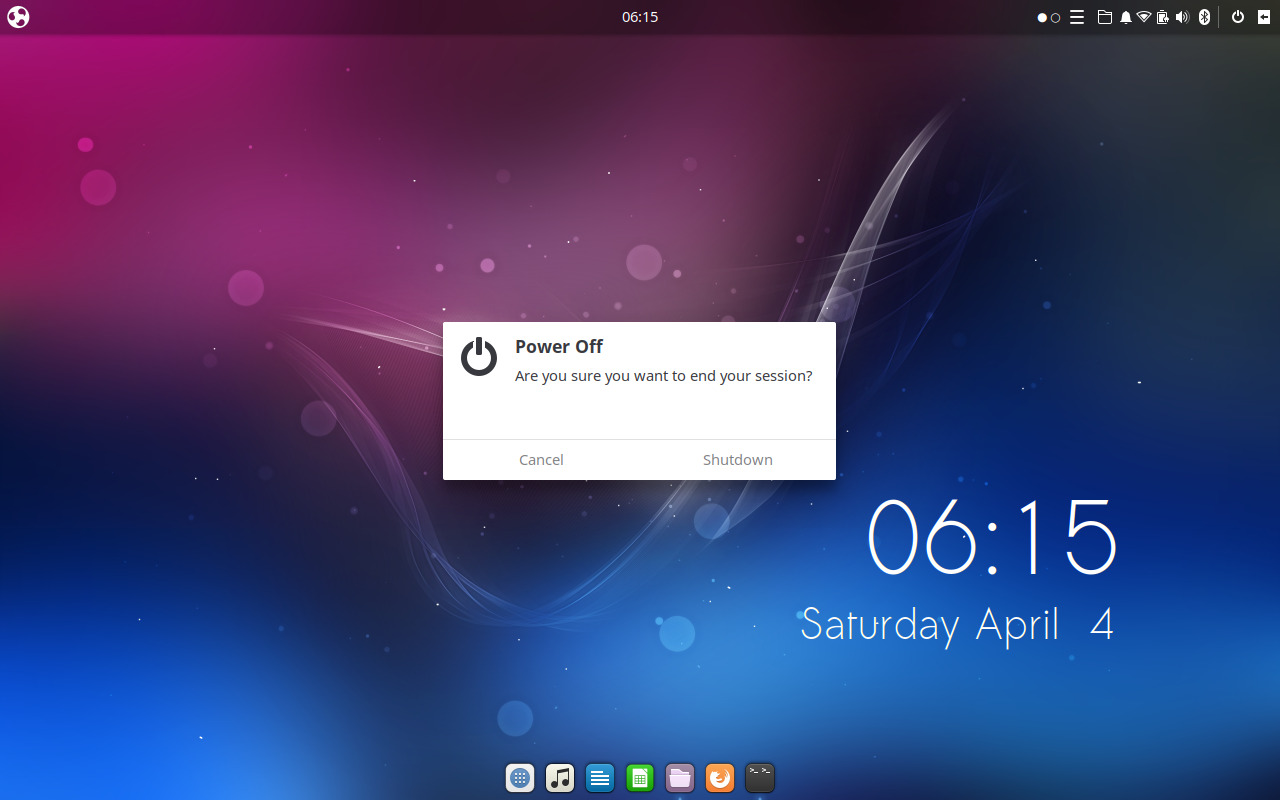 06:15
Power Off
Are you sure you want to end your session?
Cancel Shutdown
06:15
Saturday April 4
>_ >_